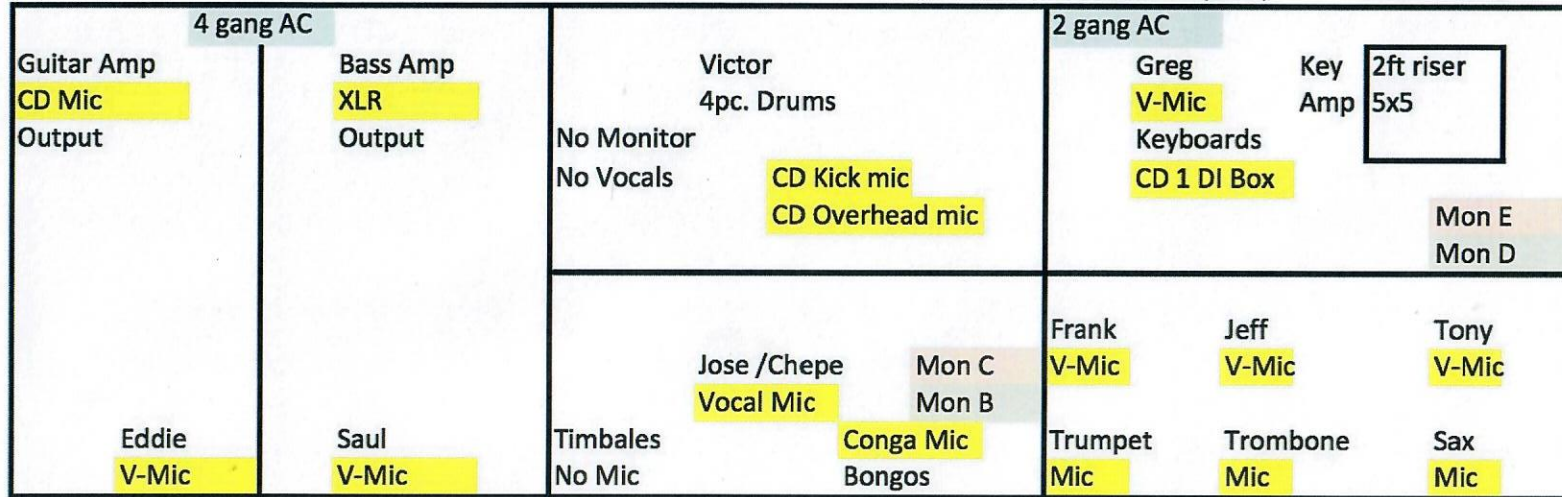 4 gang AC
Guitar Amp
CD Mic
Output
Bass Amp
XLR
Output
Eddie
V-Mic
Saul
V-Mic
Victor
4pc. Drums
No Monitor
No Vocals
CD Kick mic
CD Overhead mic
2 gang AC
Greg
V-Mic
Keyboards
CD 1 DI Box
Key
Amp
2ft riser
5x5
Mon E
Mon D
Jose /Chepe
Vocal Mic
Mon C
Mon B
Timbales
No Mic
Conga Mic
Bongos
Frank
V-Mic
Jeff
V-Mic
Tony
V-Mic
Trumpet
Mic
Trombone
Mic
Sax
Mic